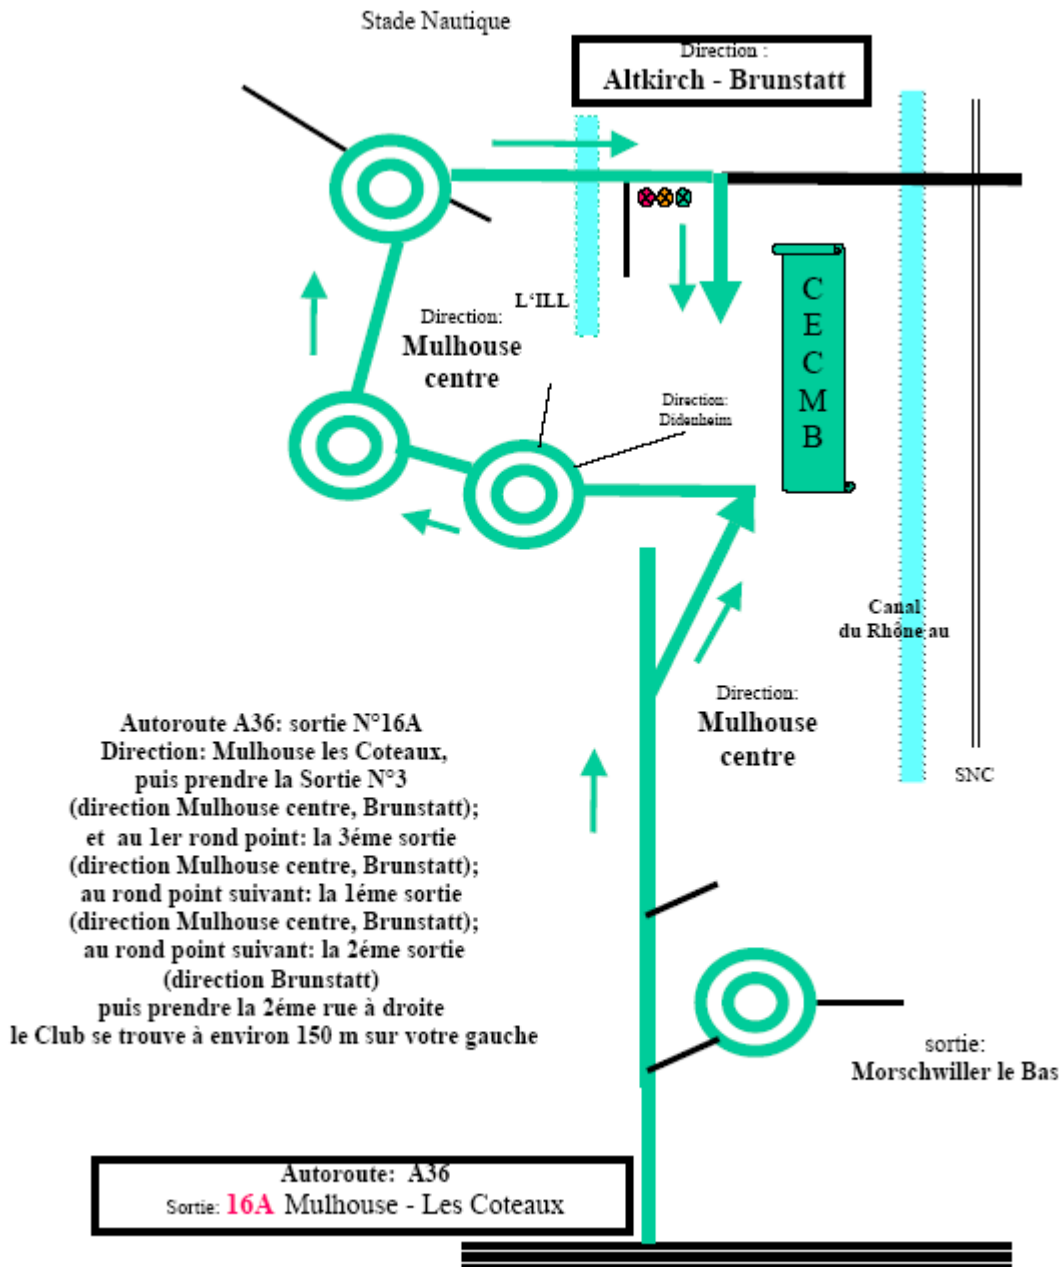 Stade Nautique
Direction :
Altkirch - Brunstatt
L'ILL
Direction:
Mulhouse
centre
Direction:
Didenheim
C
E
C
M
B
Canal
du Rhône au
Direction:
Mulhouse
centre
SNC
Autoroute A36: sortie N°16A
Direction: Mulhouse les Coteaux,
puis prendre la Sortie N°3
(direction Mulhouse centre, Brunstatt);
et au 1er rond point: la 3éme sortie
(direction Mulhouse centre, Brunstatt);
au rond point suivant: la 1éme sortie
(direction Mulhouse centre, Brunstatt);
au rond point suivant: la 2éme sortie
(direction Brunstatt)
puis prendre la 2éme rue à droite
le Club se trouve à environ 150 m sur votre gauche
sortie:
Morschwiller le Bas
Autoroute: A36
Sortie: 16A Mulhouse - Les Coteaux